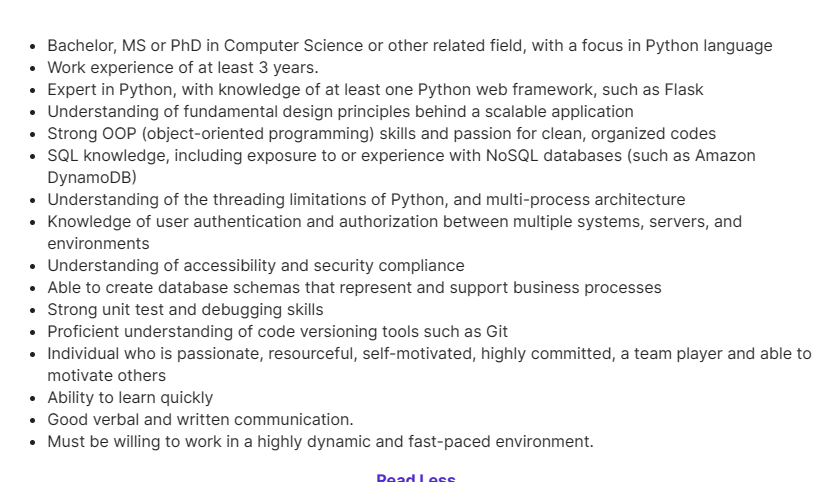 • Bachelor, MS or PhD in Computer Science or other related field, with a focus in Python language
• Work experience of at least 3 years.
• Expert in Python, with knowledge of at least one Python web framework, such as Flask
• Understanding of fundamental design principles behind a scalable application
• Strong OOP (object-oriented programming) skills and passion for clean, organized codes
• SQL knowledge, including exposure to or experience with NoSQL databases (such as Amazon
DynamoDB)
• Understanding of the threading limitations of Python, and multi-process architecture
• Knowledge of user authentication and authorization between multiple systems, servers, and
environments
• Understanding of accessibility and security compliance
• Able to create database schemas that represent and support business processes
• Strong unit test and debugging skills
• Proficient understanding of code versioning tools such as Git
• Individual who is passionate, resourceful, self-motivated, highly committed, a team player and able to
motivate others
• Ability to learn quickly
• Good verbal and written communication.
• Must be willing to work in a highly dynamic and fast-paced environment.
Read Less